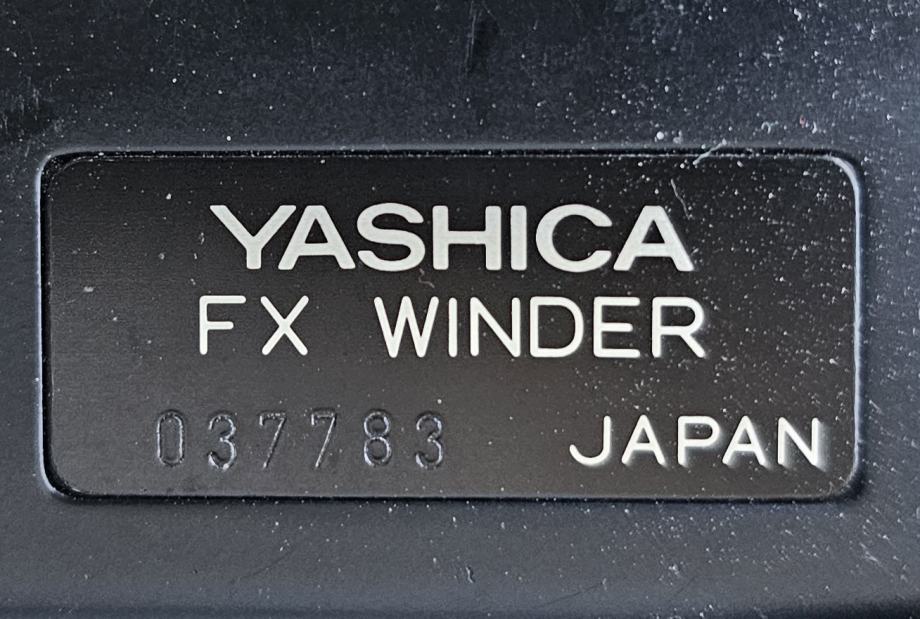 YASHICA
FX WINDER
037783 JAPAN